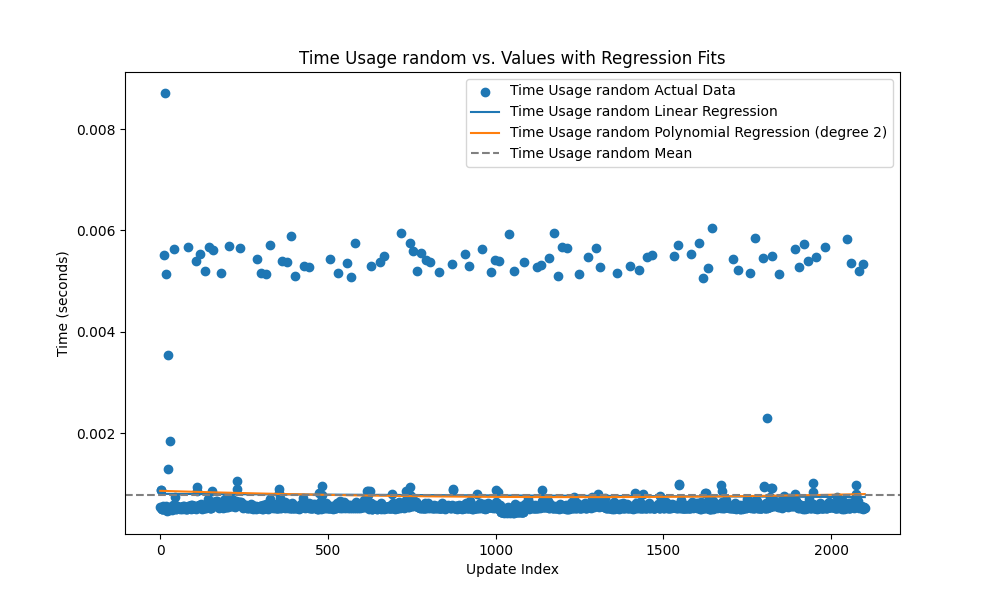 Time Usage random vs. Values with Regression Fits
Time Usage random Actual Data
Time Usage random Linear Regression
Time Usage random Polynomial Regression (degree 2)
Time Usage random Mean
Time (seconds)
0.008
0.006
0.004
0.002
0 500 1000 1500 2000
Update Index